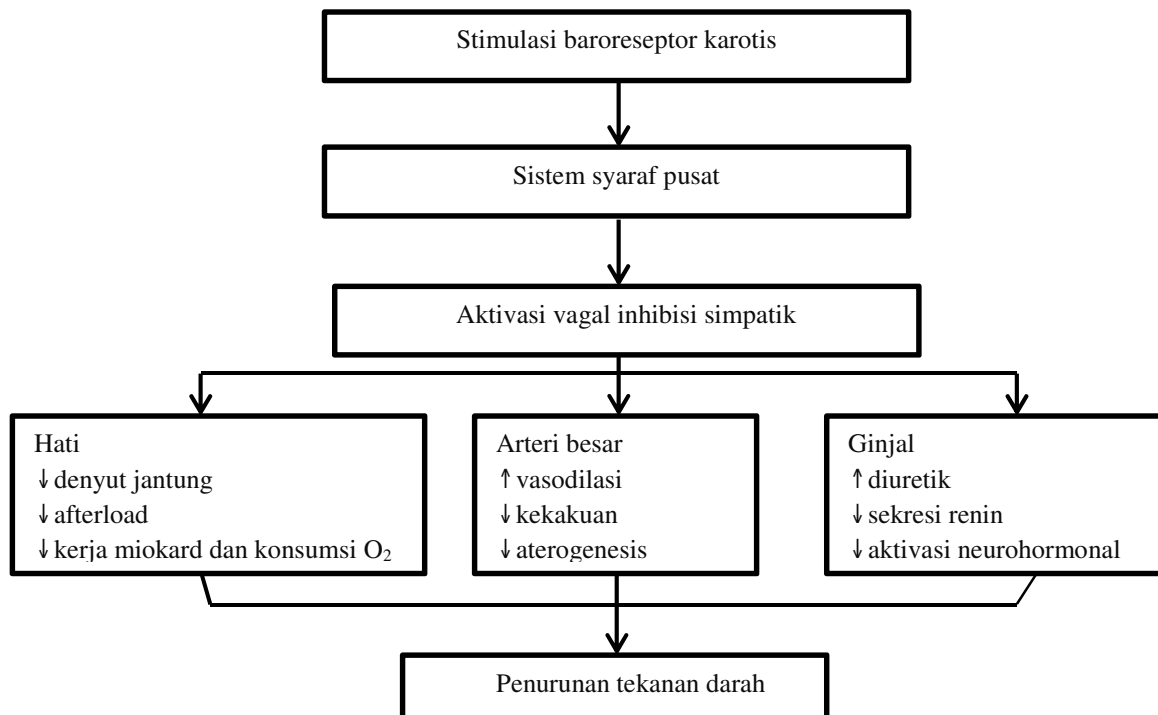 Stimulasi baroreseptor karotis
Sistem syaraf pusat
Aktivasi vagal inhibisi simpatik
Hati
↓denyut jantung
↓afterload
↓kerja miokard dan konsumsi O₂
Arteri besar
↑vasodilasi
↓kekakuan
↓aterogenesis
Ginjal
↑diuretik
↓sekresi renin
↓aktivasi neurohormonal
Penurunan tekanan darah